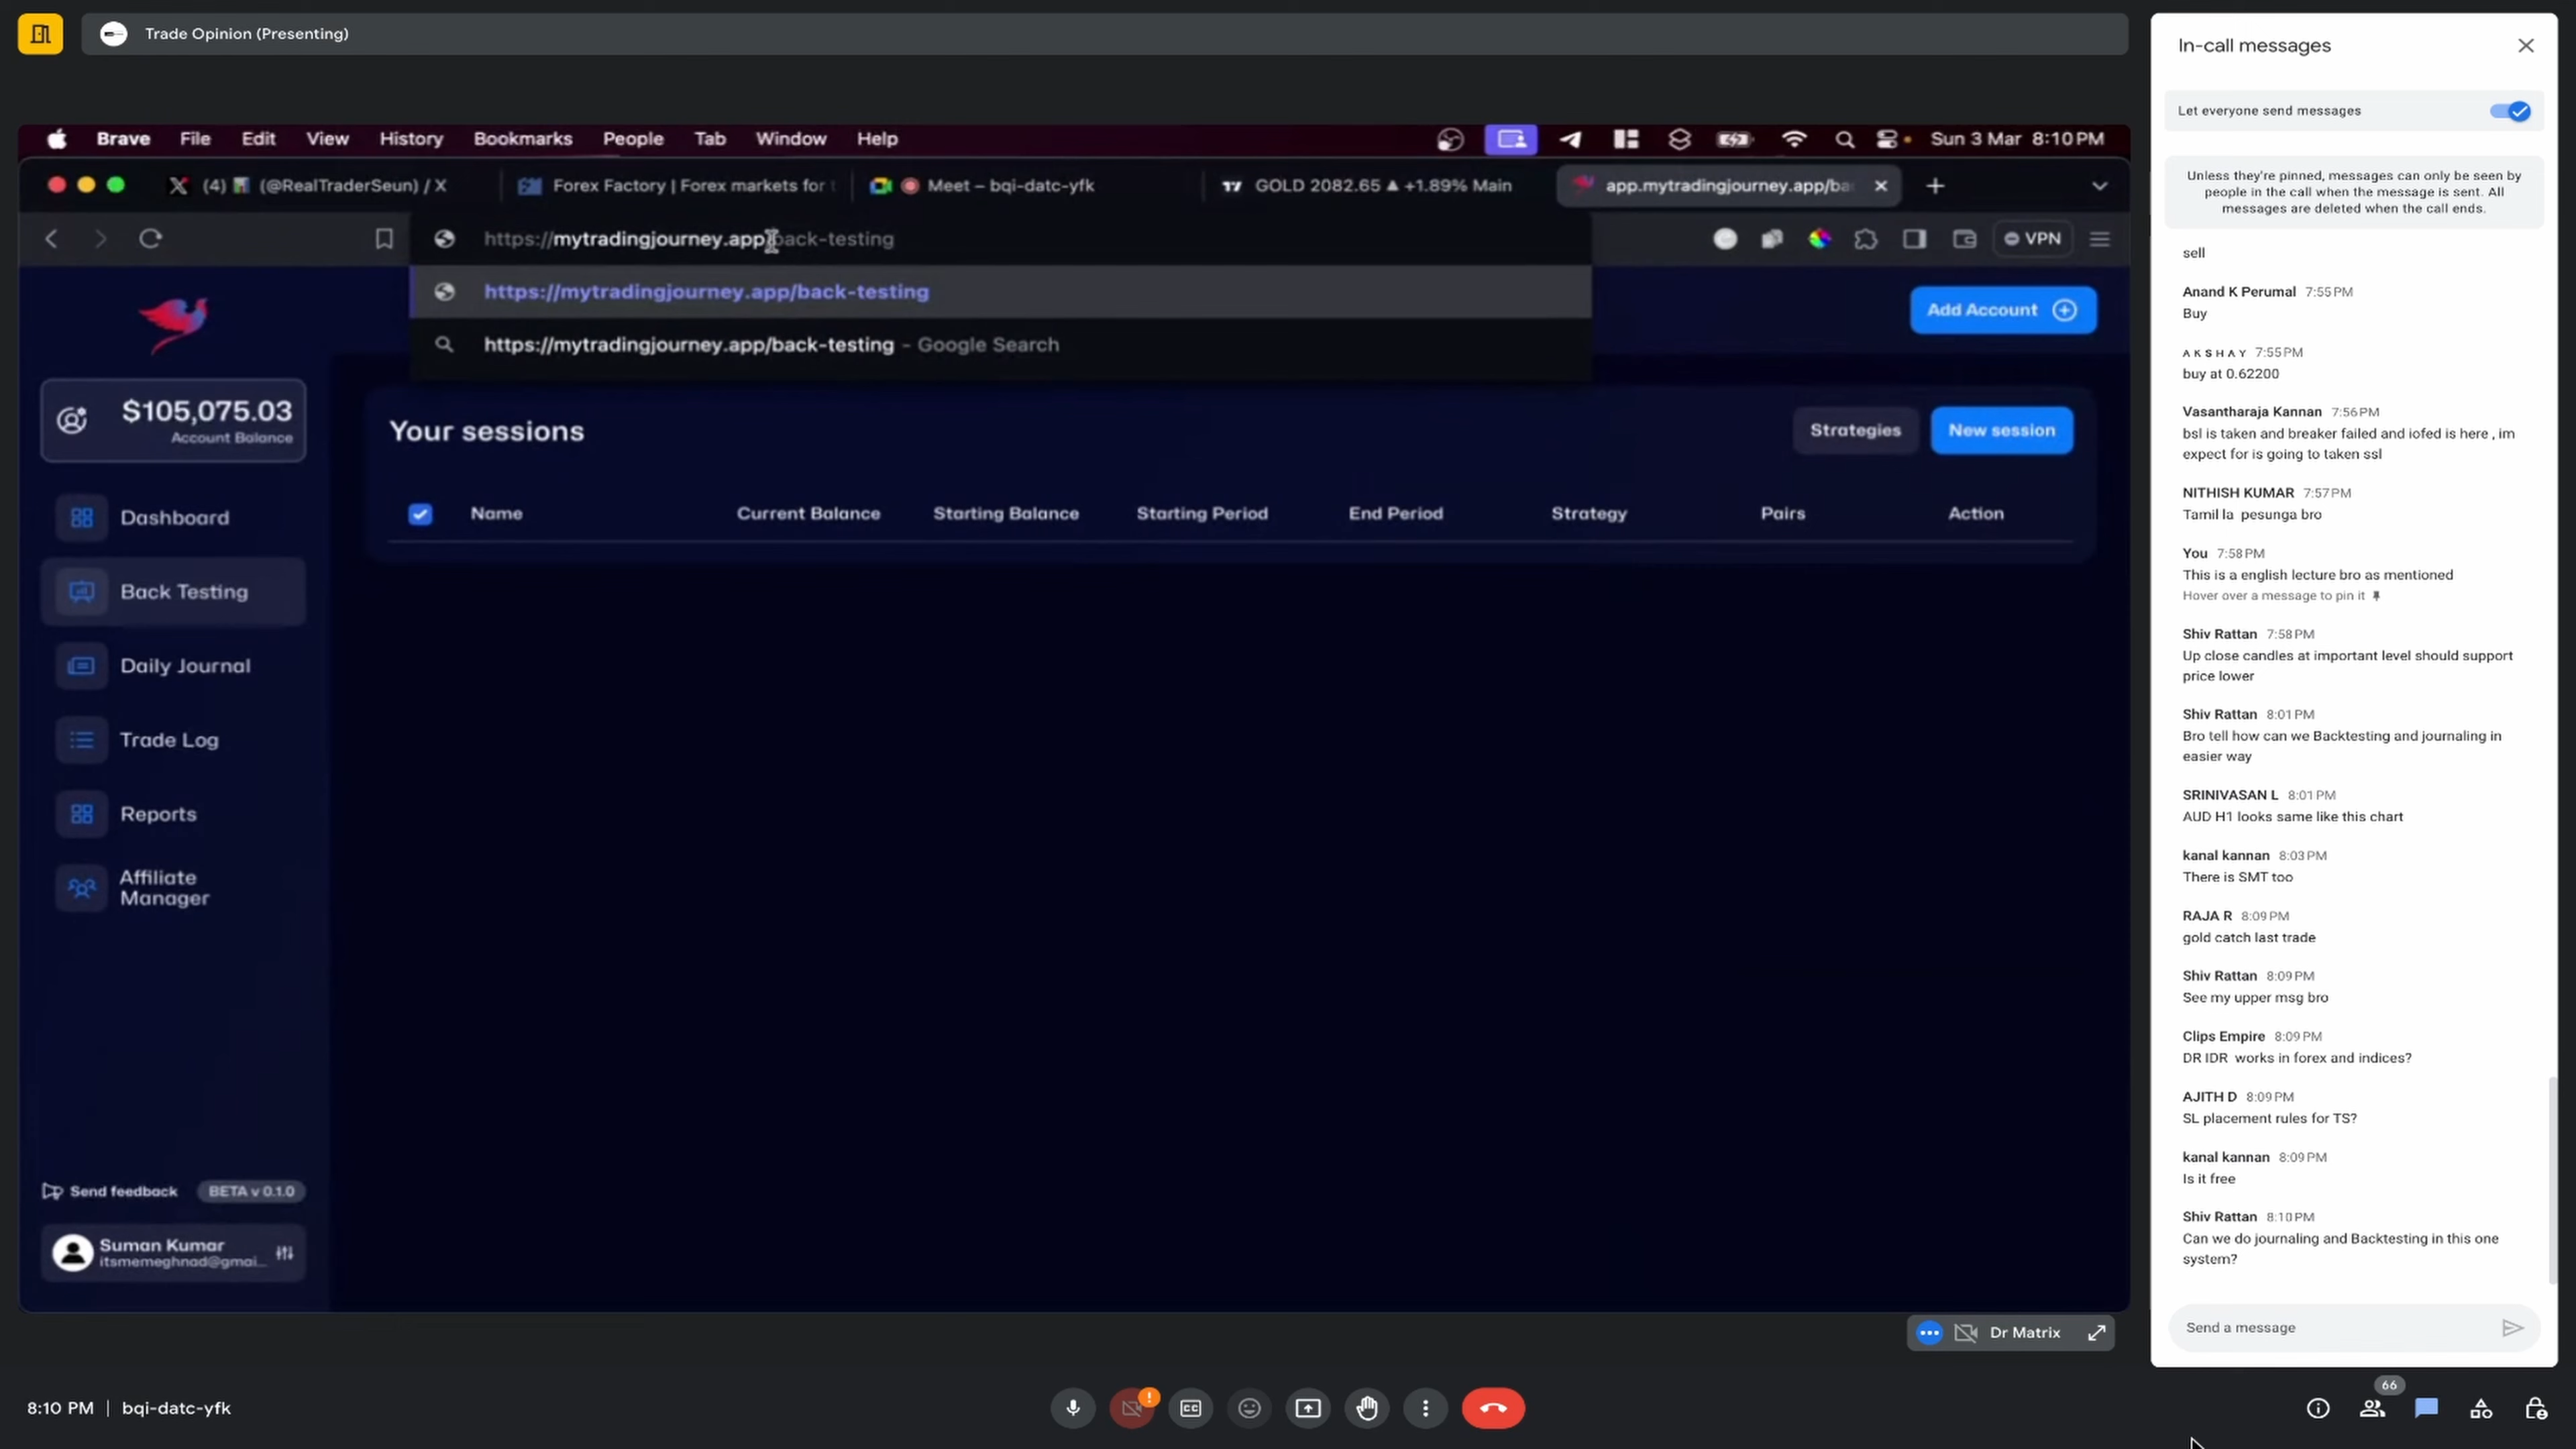 Trade Opinion (Presenting)
Brave File Edit View History Bookmarks People Tab Window Help Sun 3 Mar 8:10 PM
(4) (@RealTraderSeun) / X Forex Factory | Forex markets for t Meet – bqi-datc-yfk GOLD 2082.65 ▲ +1.89% Main app.mytradingjourney.app/ba
https://mytradingjourney.app/back-testing VPN
https://mytradingjourney.app/back-testing
https://mytradingjourney.app/back-testing – Google Search
Add Account
$105,075.03
Account Balance
Dashboard
Back Testing
Daily Journal
Trade Log
Reports
Affiliate
Manager
Send feedback BETA v 0.1.0
Suman Kumar
itsmemeghnad@gmai...
Your sessions Strategies New session
Name Current Balance Starting Balance Starting Period End Period Strategy Pairs Action
Dr Matrix
8:10 PM | bqi-datc-yfk
CC
66
In-call messages
Let everyone send messages
Unless they're pinned, messages can only be seen by
people in the call when the message is sent. All
messages are deleted when the call ends.
sell
Anand K Perumal 7:55 PM
Buy
A K S H A Y 7:55 PM
buy at 0.62200
Vasantharaja Kannan 7:56 PM
bsl is taken and breaker failed and iofed is here , im
expect for is going to taken ssl
NITHISH KUMAR 7:57 PM
Tamil la pesunga bro
You 7:58 PM
This is a english lecture bro as mentioned
Hover over a message to pin it
Shiv Rattan 7:58 PM
Up close candles at important level should support
price lower
Shiv Rattan 8:01 PM
Bro tell how can we Backtesting and journaling in
easier way
SRINIVASAN L 8:01 PM
AUD H1 looks same like this chart
kanal kannan 8:03 PM
There is SMT too
RAJA R 8:09 PM
gold catch last trade
Shiv Rattan 8:09 PM
See my upper msg bro
Clips Empire 8:09 PM
DR IDR works in forex and indices?
AJITH D 8:09 PM
SL placement rules for TS?
kanal kannan 8:09 PM
Is it free
Shiv Rattan 8:10 PM
Can we do journaling and Backtesting in this one
system?
Send a message